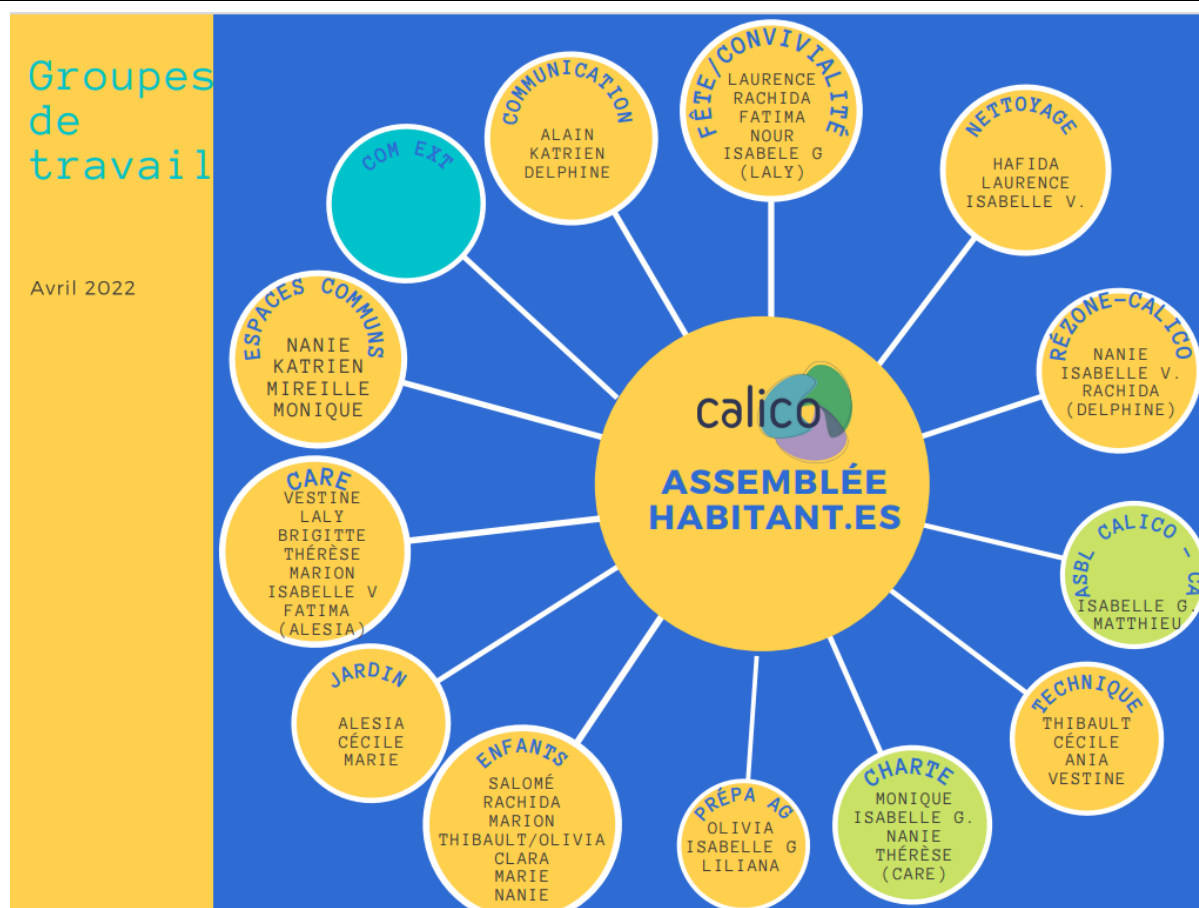 Groupes
de
travail
Avril 2022
COM EXT
COMMUNICATION
ALAIN
KATRIEN
DELPHINE
FÊTE/CONVIVIALITÉ
LAURENCE
RACHIDA
FATIMA
NOUR
ISABELE G
(LALY)
NETTOYAGE
HAFIDA
LAURENCE
ISABELLE V.
RÉZONE-CALICO
NANIE
ISABELLE V.
RACHIDA
(DELPHINE)
ASBL CALICO - CA
ISABELLE G.
MATTHIEU
TECHNIQUE
THIBAULT
CÉCILE
ANIA
VESTINE
CHARTE
MONIQUE
ISABELLE G.
NANIE
THÉRÈSE
(CARE)
PRÉPA AG
OLIVIA
ISABELLE G
LILIANA
ENFANTS
SALOMÉ
RACHIDA
MARION
THIBAULT/OLIVIA
CLARA
MARIE
NANIE
JARDIN
ALESIA
CÉCILE
MARIE
CARE
VESTINE
LALY
BRIGITTE
THÉRÈSE
MARION
ISABELLE V
FATIMA
(ALESIA)
ESPACES COMMUNS
NANIE
KATRIEN
MIREILLE
MONIQUE
calico
ASSEMBLÉE
HABITANT.ES